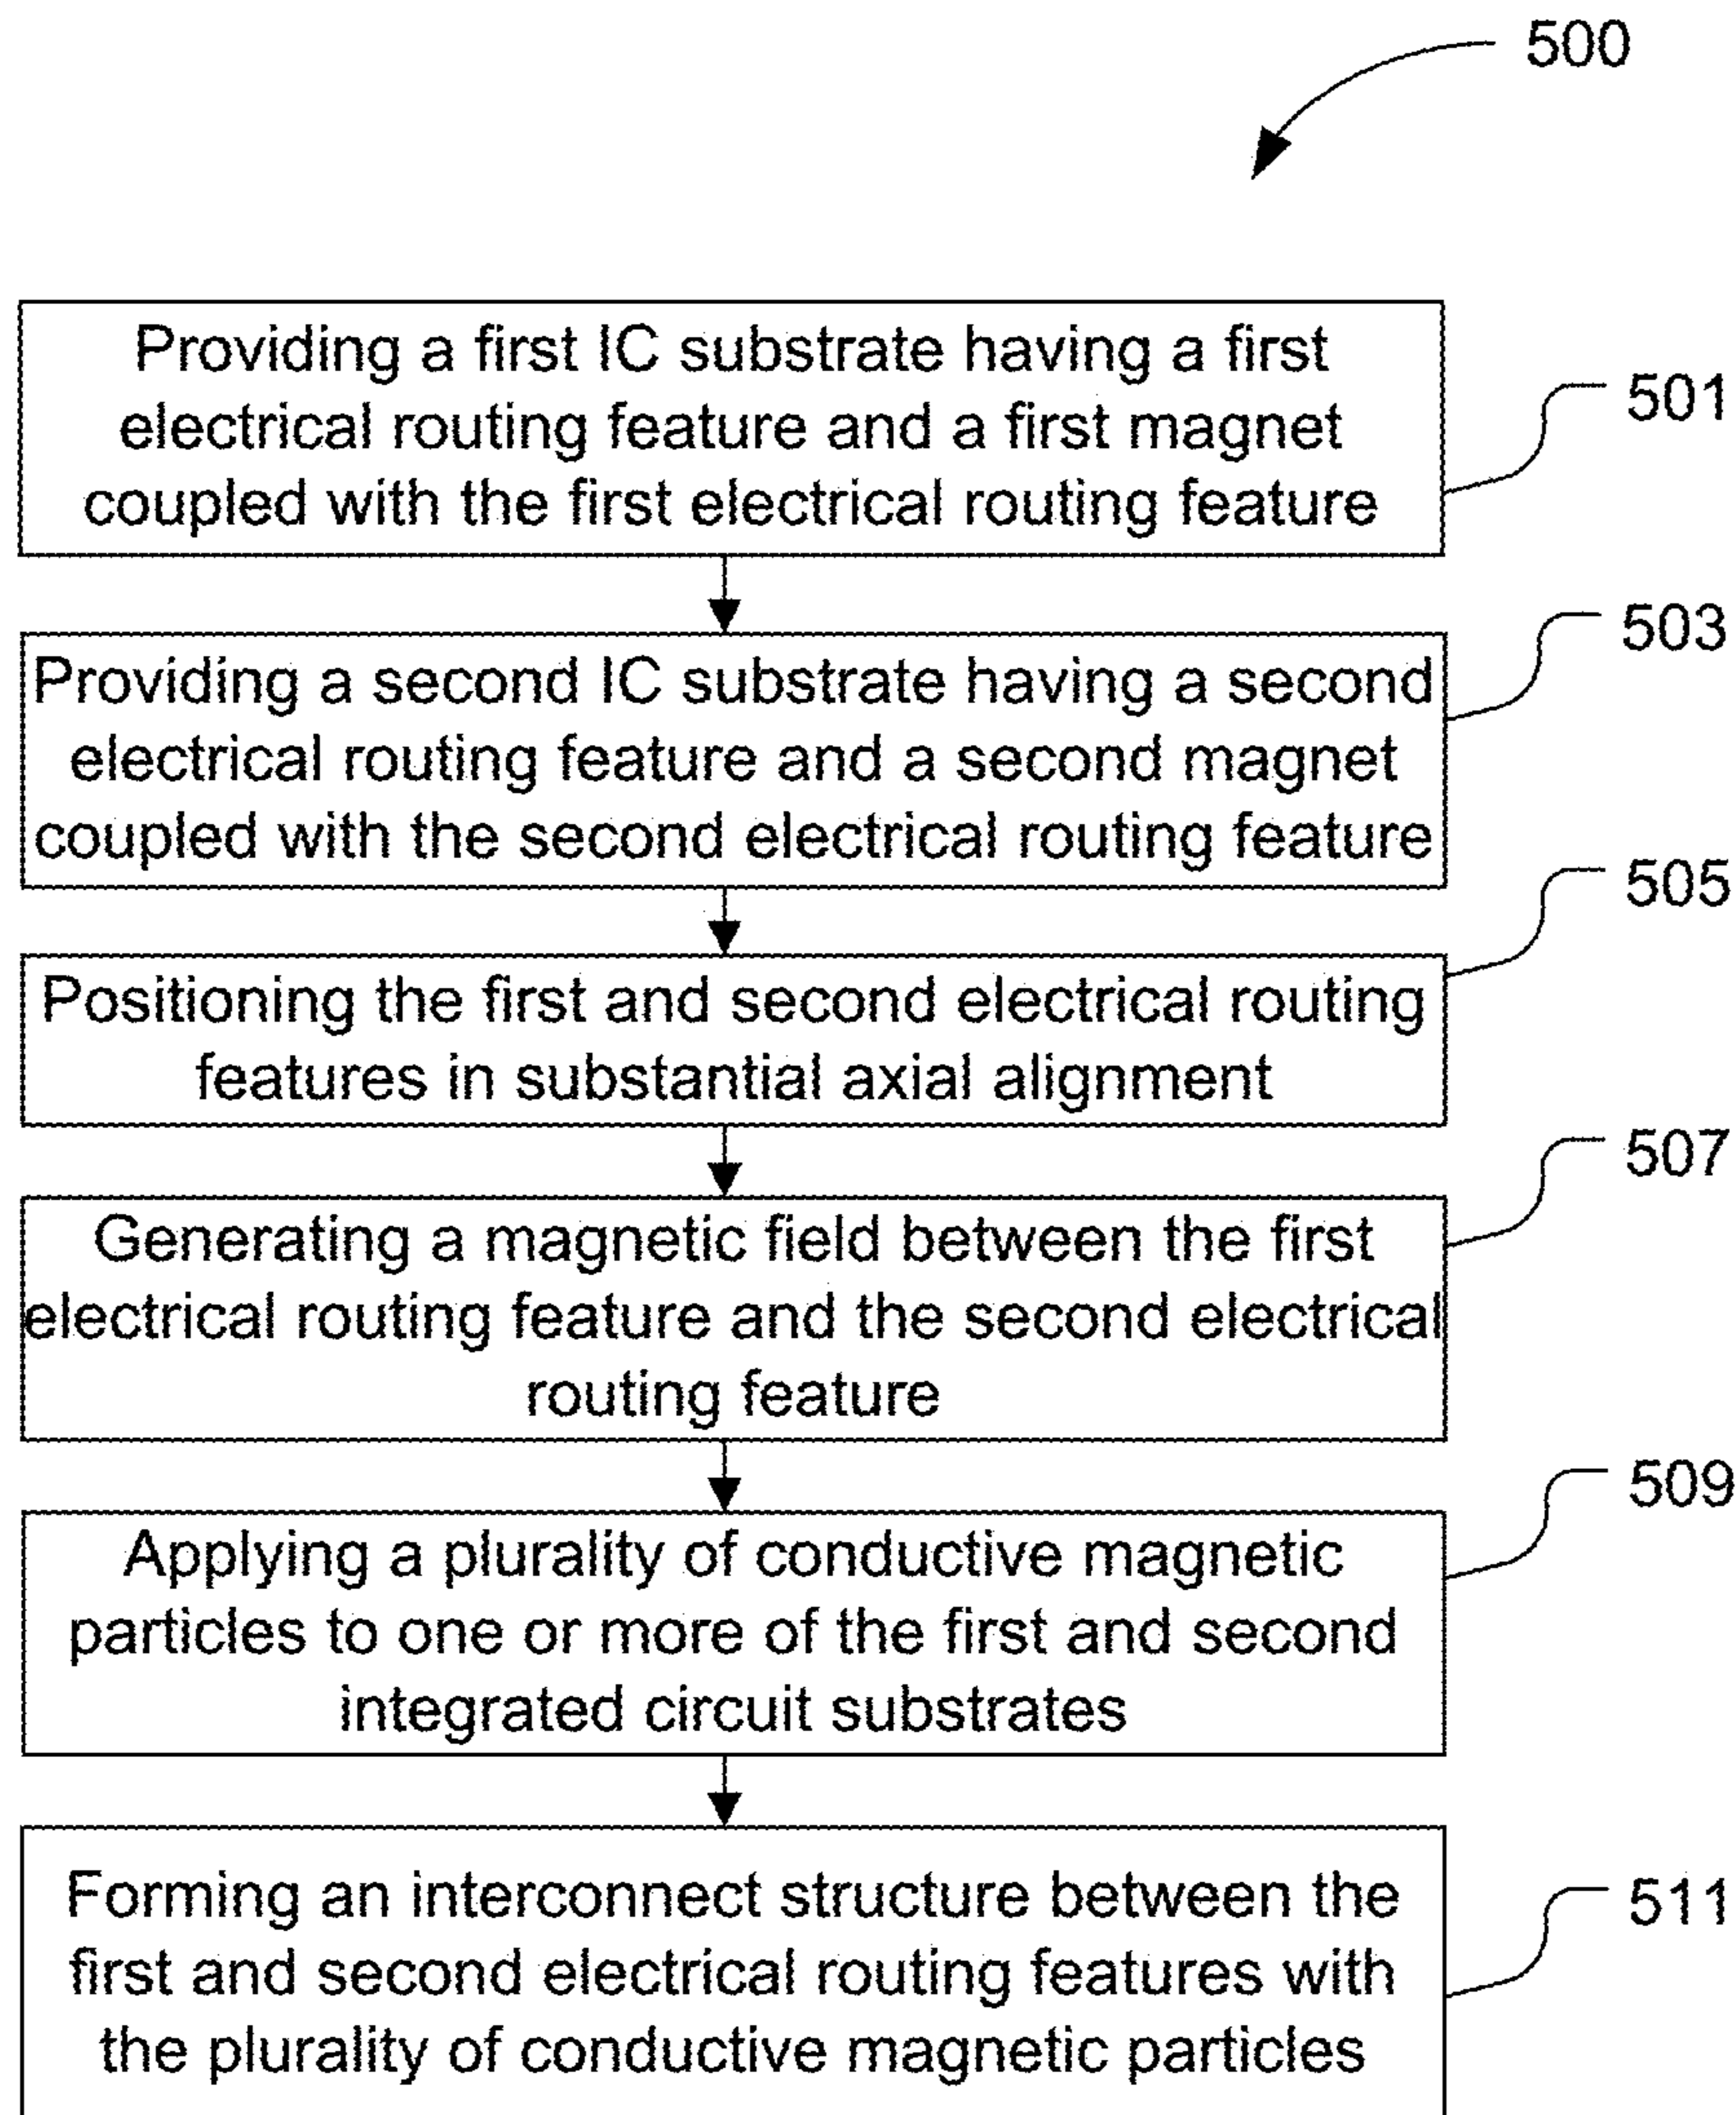 500
Providing a first IC substrate having a first
electrical routing feature and a first magnet
coupled with the first electrical routing feature
501
Providing a second IC substrate having a second
electrical routing feature and a second magnet
coupled with the second electrical routing feature
503
Positioning the first and second electrical routing
features in substantial axial alignment
505
Generating a magnetic field between the first
electrical routing feature and the second electrical
routing feature
507
Applying a plurality of conductive magnetic
particles to one or more of the first and second
integrated circuit substrates
509
Forming an interconnect structure between the
first and second electrical routing features with
the plurality of conductive magnetic particles
511